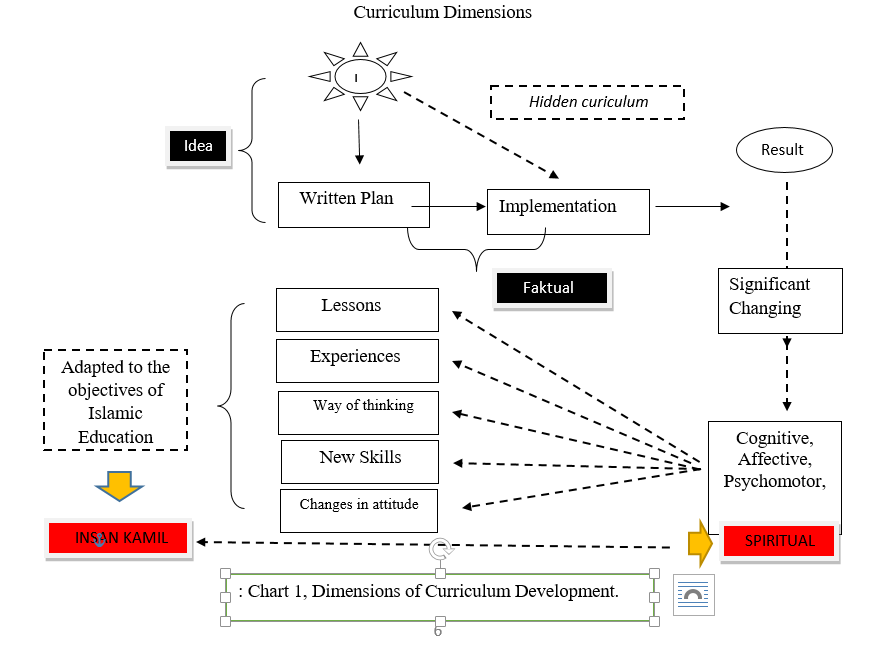 Curriculum Dimensions
I
Hidden curiculum
Idea
Result
Written Plan
Implementation
Faktual
Significant
Changing
Lessons
Experiences
Way of thinking
New Skills
Changes in attitude
Adapted to the
objectives of
Islamic
Education
Cognitive,
Affective,
Psychomotor,
INSAN KAMIL
SPIRITUAL
: Chart 1, Dimensions of Curriculum Development.
6